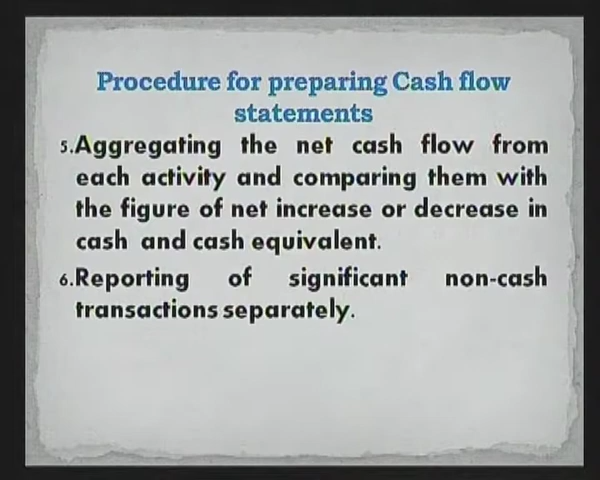 Procedure for preparing Cash flow
statements
5.Aggregating the net cash flow from
each activity and comparing them with
the figure of net increase or decrease in
cash and cash equivalent.
6.Reporting of significant non-cash
transactions separately.